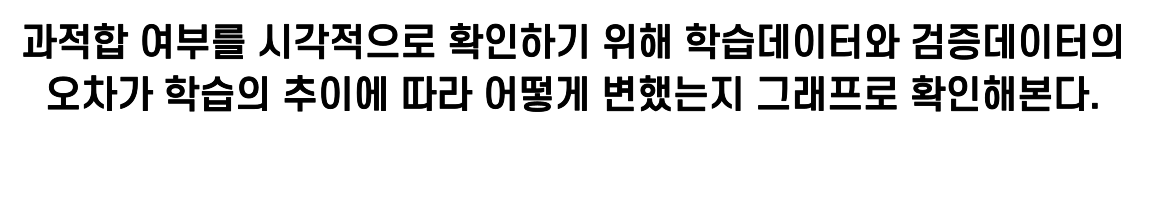 과적합 여부를 시각적으로 확인하기 위해 학습데이터와 검증데이터의
오차가 학습의 추이에 따라 어떻게 변했는지 그래프로 확인해본다.